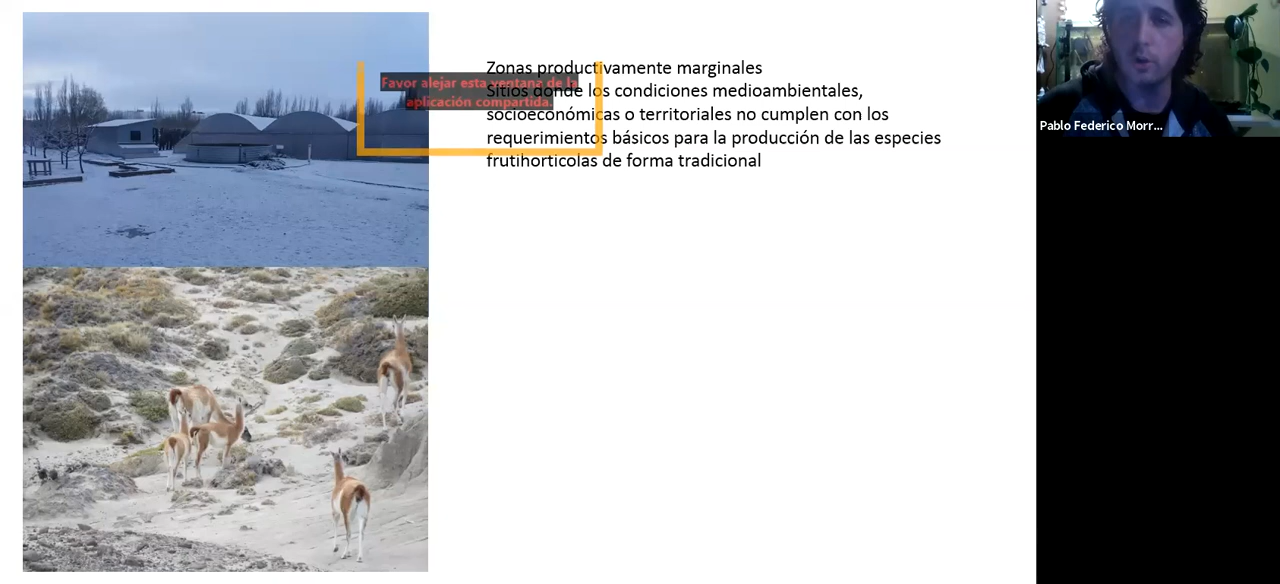 Zonas productivamente marginales
Sitios donde los condiciones medioambientales,
socioeconómicas o territoriales no cumplen con los
requerimientos básicos para la producción de las especies
frutihorticolas de forma tradicional
Favor alejar esta ventana de la
aplicación compartida.
Pablo Federico Morr...